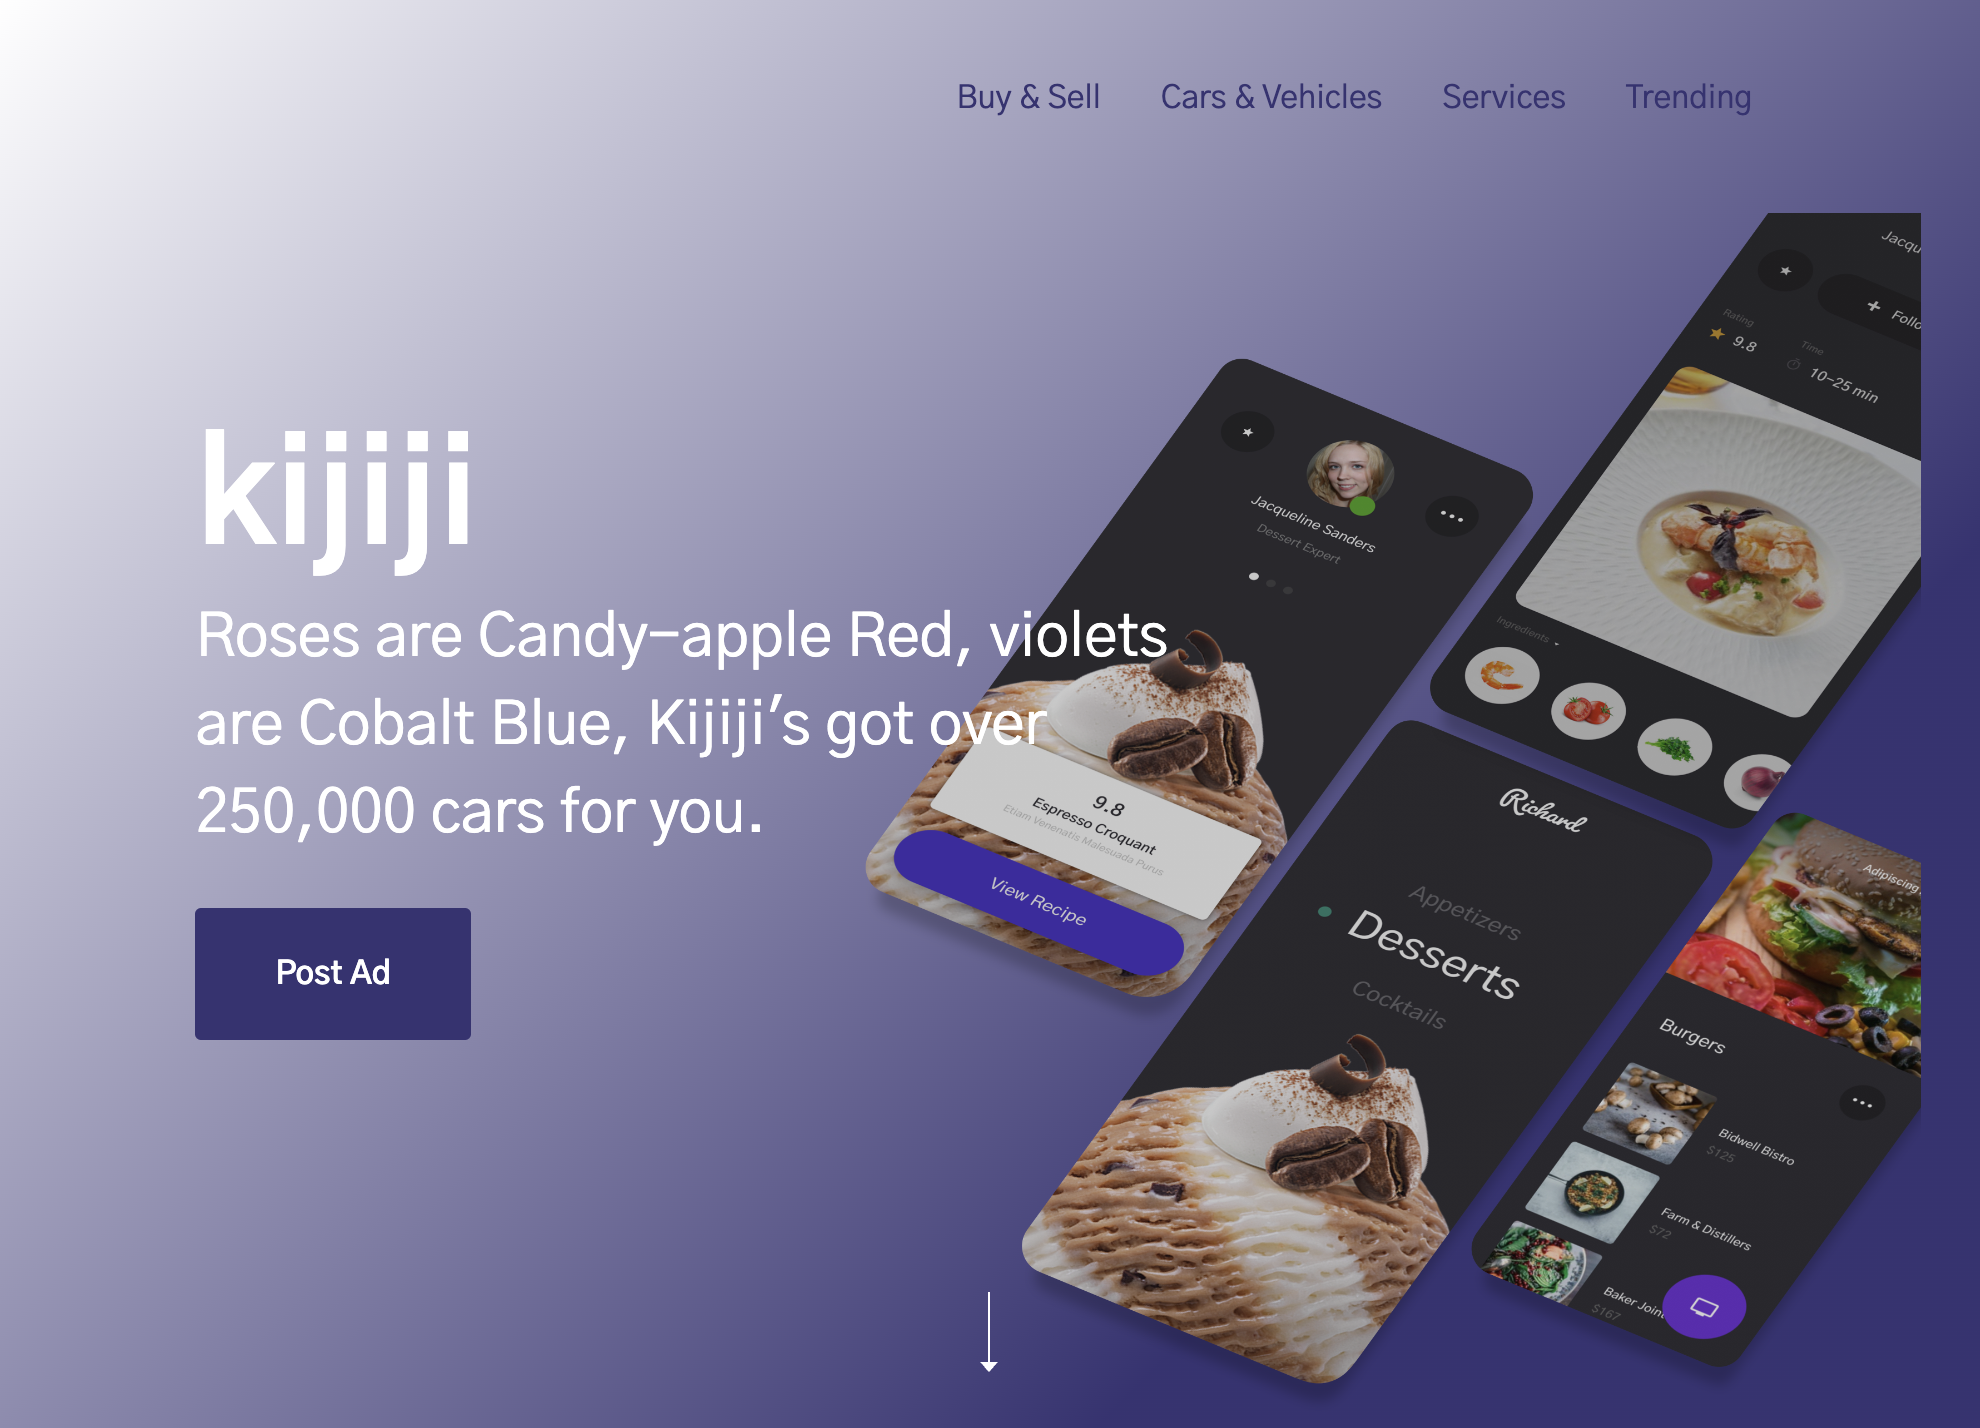 Buy & Sell Cars & Vehicles Services Trending
kijiji
Roses are Candy-apple Red, violets
are Cobalt Blue, Kijiji's got over
250,000 cars for you.
Post Ad
Jacqueline Sanders
Dessert Expert
9.8
Espresso Croquant
Etiam Venenatis Malesuada Purus
View Recipe
Rating
9.8
Time
10-25 min
Ingredients
Richard
Appetizers
Desserts
Cocktails
Adipiscing
Burgers
Bidwell Bistro
$125
Farm & Distillers
$72
Baker Joint
$167